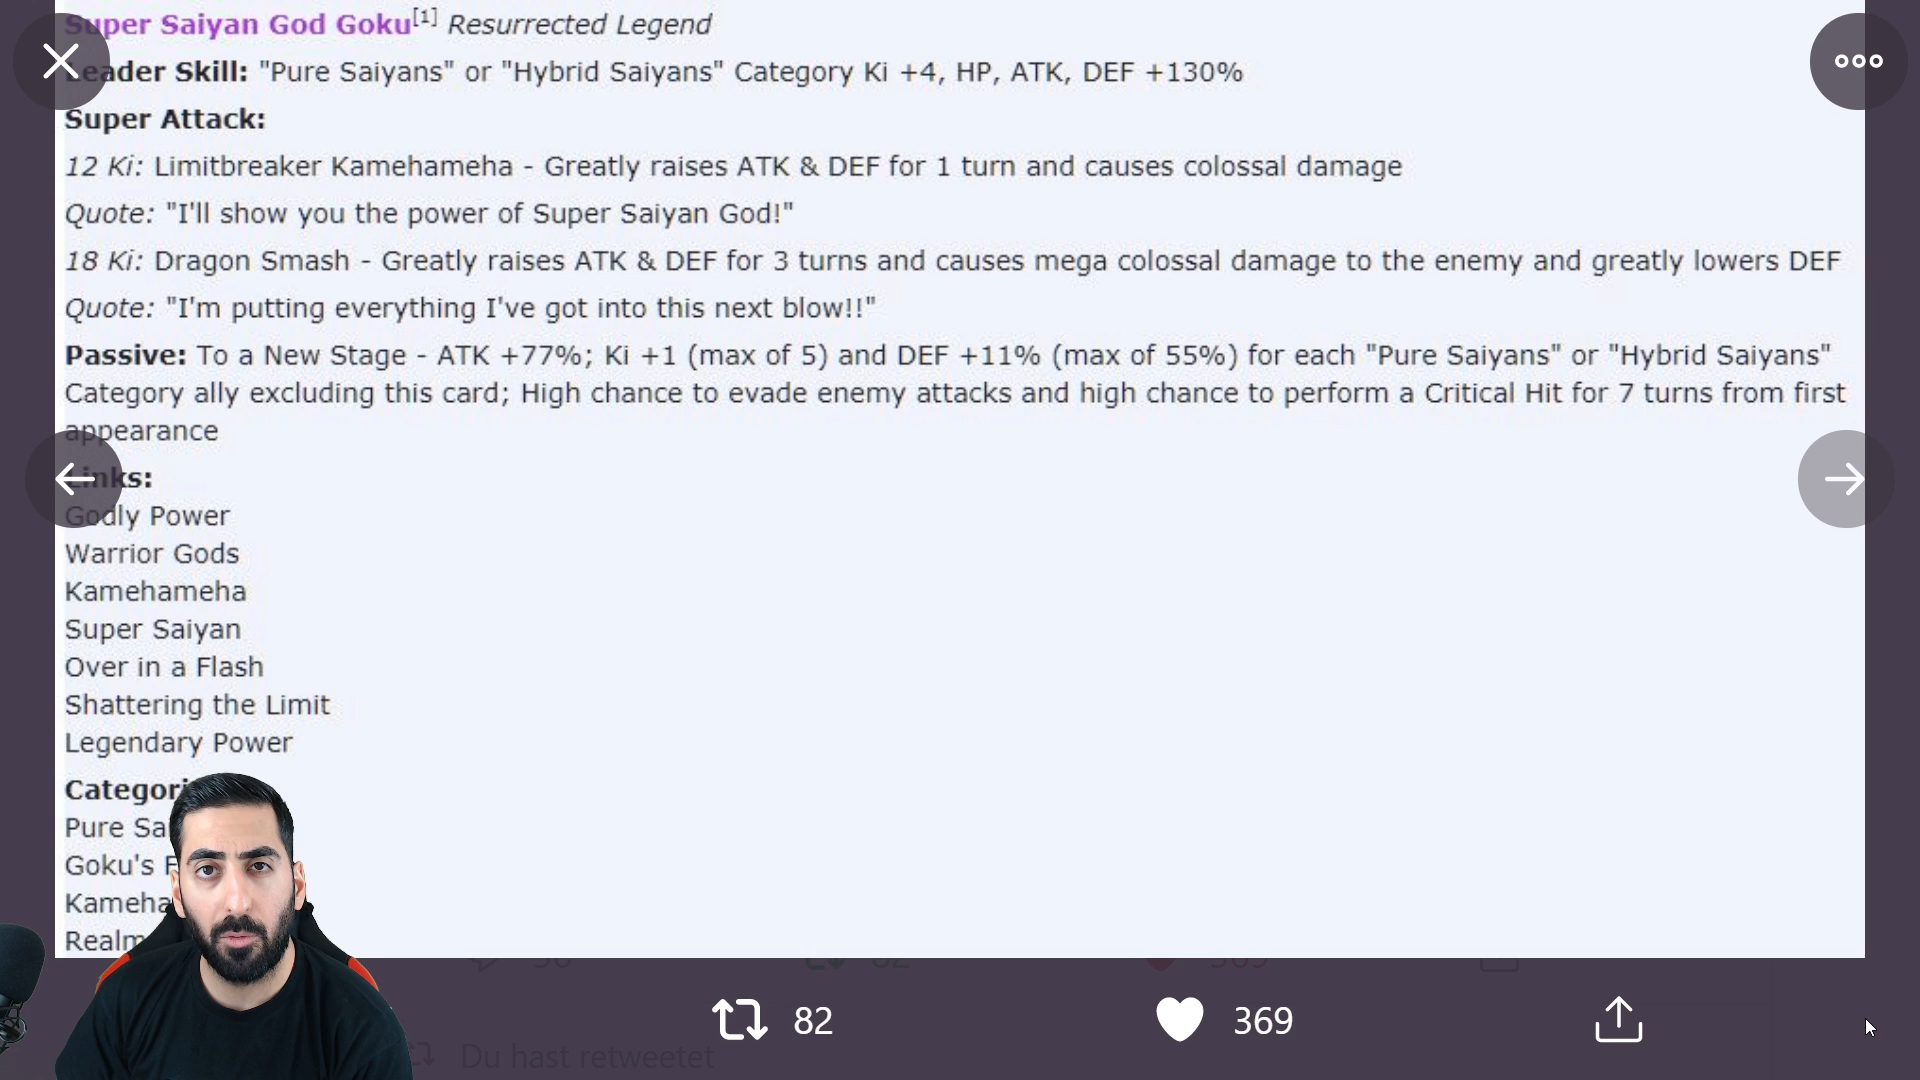 Super Saiyan God Goku[1] Resurrected Legend
Leader Skill: "Pure Saiyans" or "Hybrid Saiyans" Category Ki +4, HP, ATK, DEF +130%
Super Attack:
12 Ki: Limitbreaker Kamehameha - Greatly raises ATK & DEF for 1 turn and causes colossal damage
Quote: "I'll show you the power of Super Saiyan God!"
18 Ki: Dragon Smash - Greatly raises ATK & DEF for 3 turns and causes mega colossal damage to the enemy and greatly lowers DEF
Quote: "I'm putting everything I've got into this next blow!!"
Passive: To a New Stage - ATK +77%; Ki +1 (max of 5) and DEF +11% (max of 55%) for each "Pure Saiyans" or "Hybrid Saiyans"
Category ally excluding this card; High chance to evade enemy attacks and high chance to perform a Critical Hit for 7 turns from first
appearance
Links:
Godly Power
Warrior Gods
Kamehameha
Super Saiyan
Over in a Flash
Shattering the Limit
Legendary Power
Categori
Pure Sa
Goku's F
Kameha
Realm
82 369
Du hast retweetet